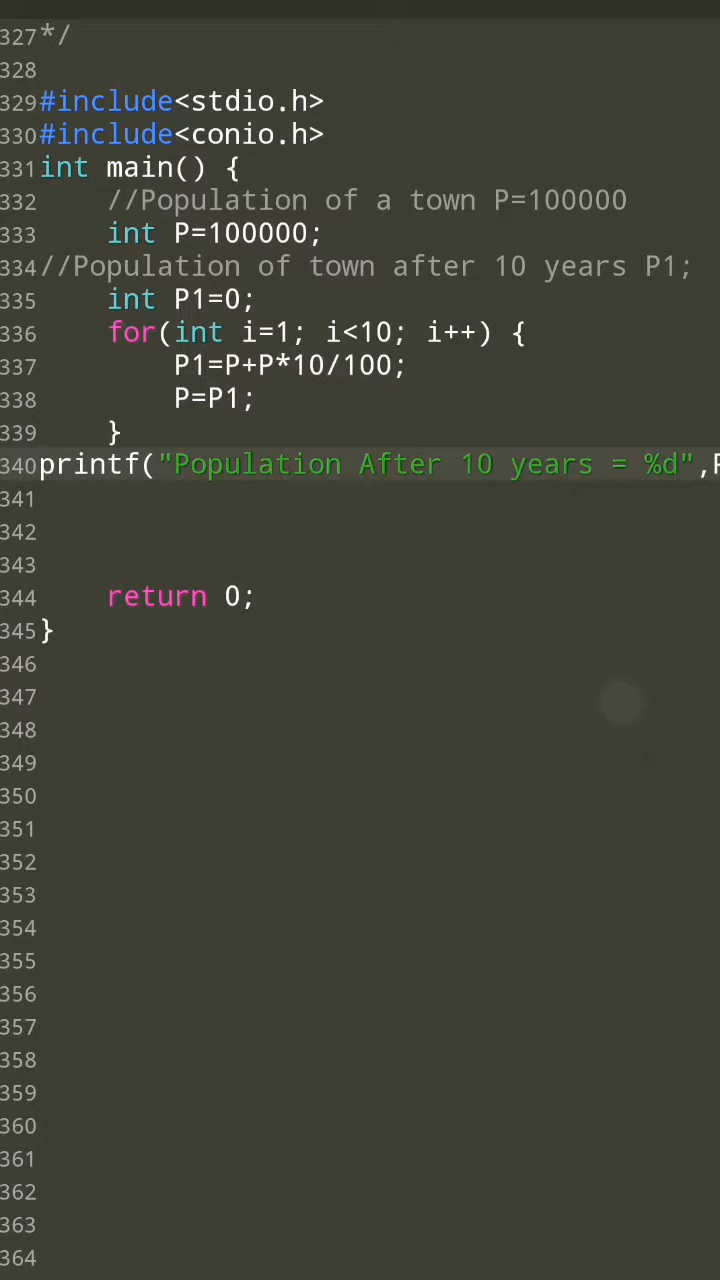 327*/
328
329#include<stdio.h>
330#include<conio.h>
331int main() {
332    //Population of a town P=100000
333    int P=100000;
334//Population of town after 10 years P1;
335    int P1=0;
336    for(int i=1; i<10; i++) {
337        P1=P+P*10/100;
338        P=P1;
339    }
340printf("Population After 10 years = %d",P
341
342
343
344    return 0;
345}
346
347
348
349
350
351
352
353
354
355
356
357
358
359
360
361
362
363
364